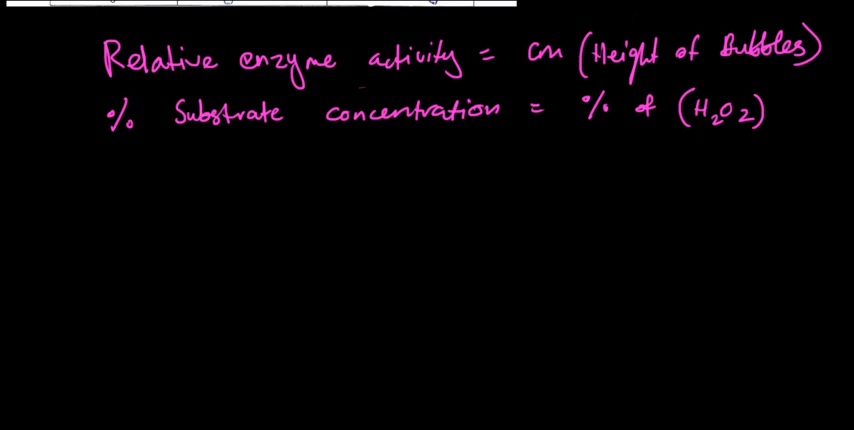 Relative enzyme activity = cm (Height of Bubbles)
% Substrate concentration = % of (H₂O₂)